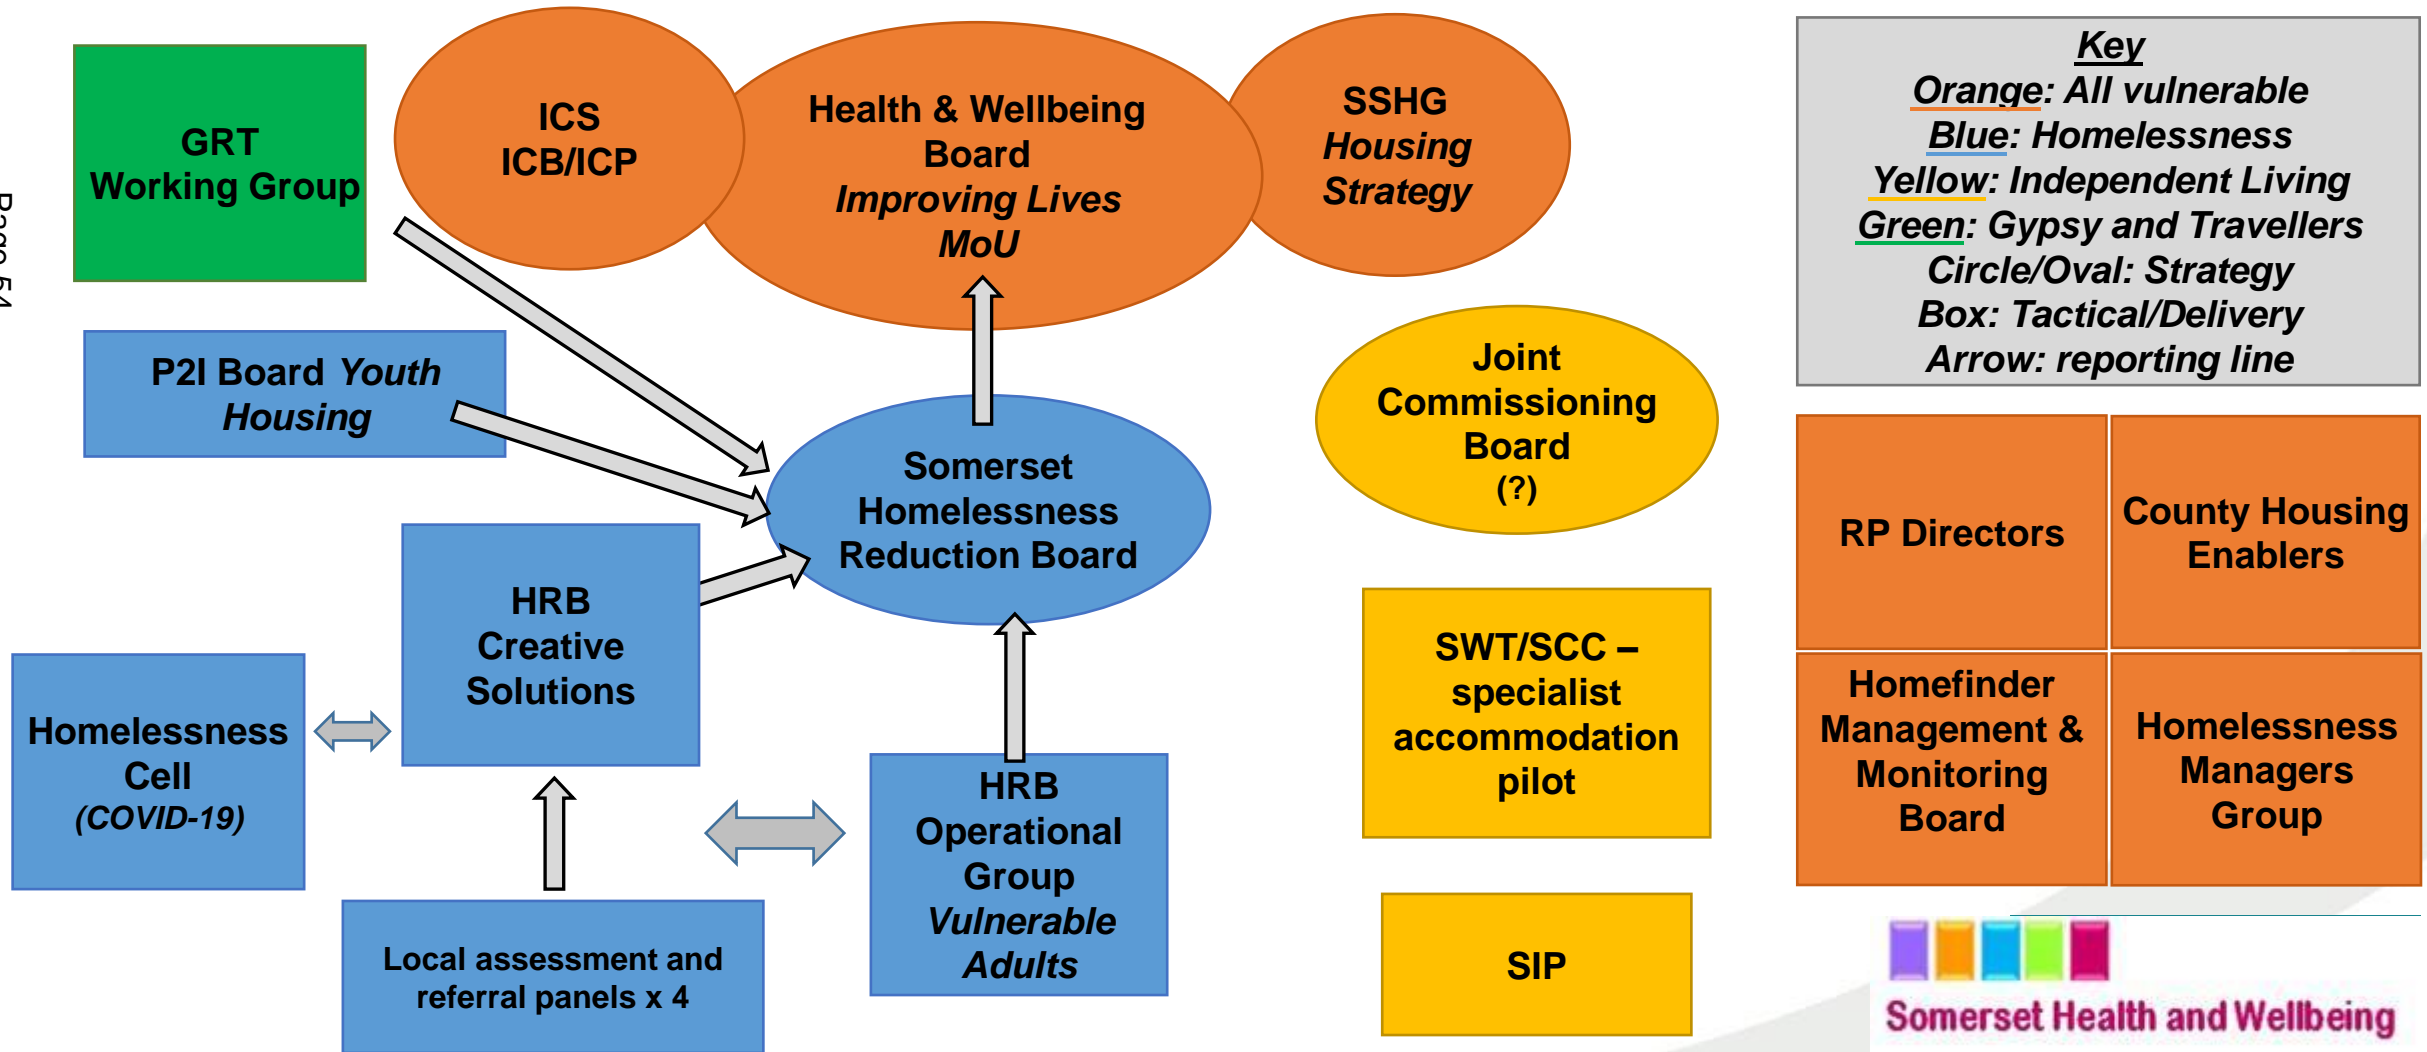 Page 54
GRT
Working Group
ICS
ICB/ICP
Health & Wellbeing
Board
Improving Lives
MoU
SSHG
Housing
Strategy
Key
Orange: All vulnerable
Blue: Homelessness
Yellow: Independent Living
Green: Gypsy and Travellers
Circle/Oval: Strategy
Box: Tactical/Delivery
Arrow: reporting line
P2I Board Youth
Housing
Joint
Commissioning
Board
(?)
Somerset
Homelessness
Reduction Board
RP Directors
County Housing
Enablers
HRB
Creative
Solutions
SWT/SCC –
specialist
accommodation
pilot
Homefinder
Management &
Monitoring
Board
Homelessness
Managers
Group
Homelessness
Cell
(COVID-19)
HRB
Operational
Group
Vulnerable
Adults
Local assessment and
referral panels x 4
SIP
Somerset Health and Wellbeing